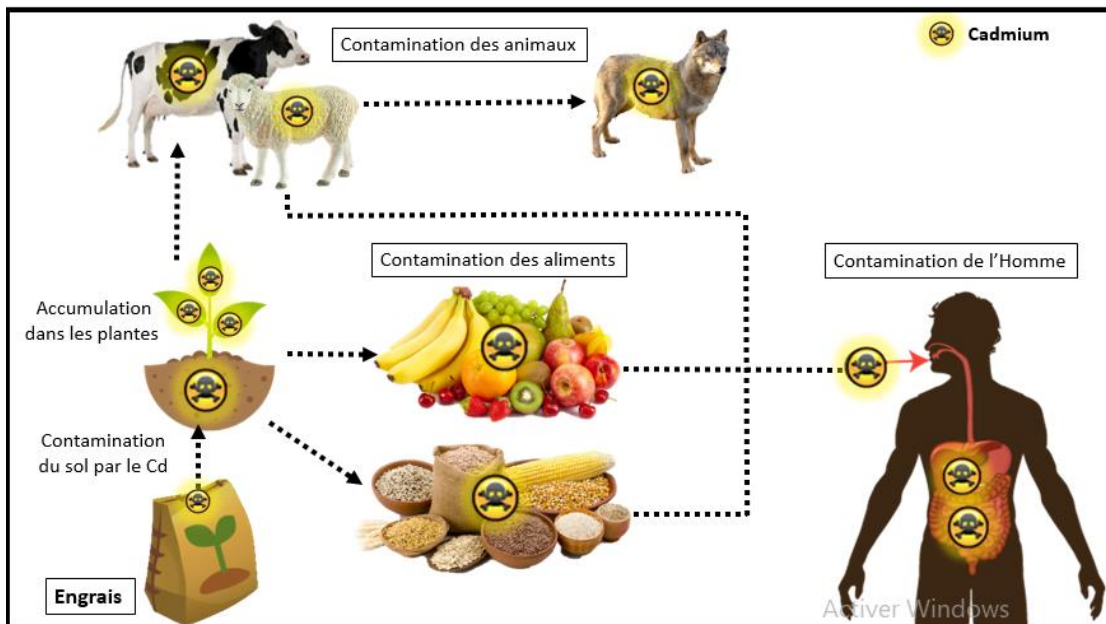 Contamination des animaux
Cadmium
Accumulation
dans les plantes
Contamination des aliments
Contamination de l’Homme
Contamination
du sol par le Cd
Engrais
Activer Windows